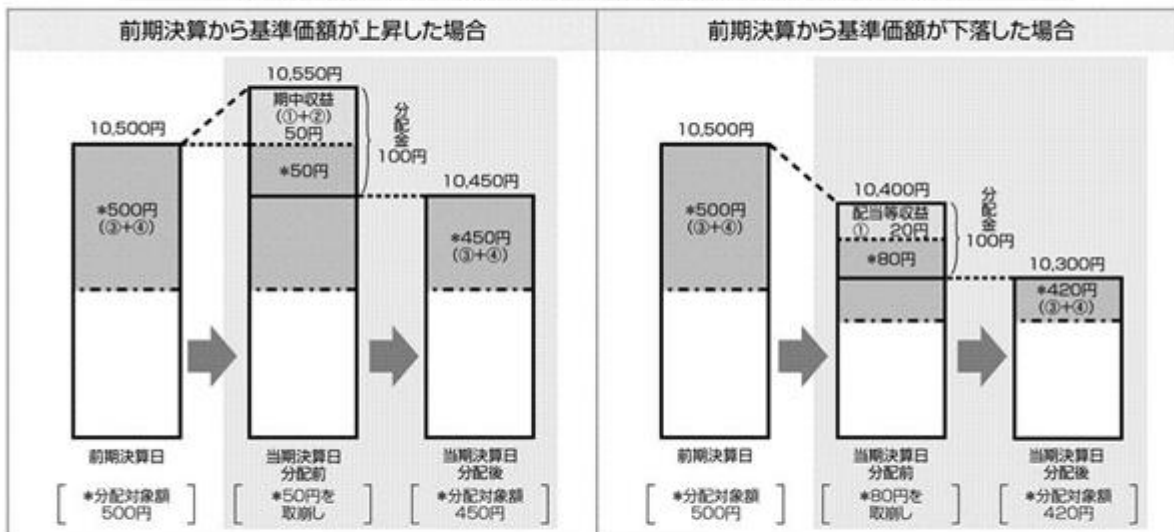 前期決算から基準価額が上昇した場合
10,550円
期中収益
(①+②)
50円
分配金
100円
10,500円
*50円
10,450円
*500円
(③+④)
*450円
(③+④)
前期決算日
当期決算日
分配前
当期決算日
分配後
*分配対象額
500円
*50円を
取崩し
*分配対象額
450円
前期決算から基準価額が下落した場合
10,500円
10,400円
配当等収益
① 20円
分配金
100円
*500円
(③+④)
*80円
10,300円
*420円
(③+④)
前期決算日
当期決算日
分配前
当期決算日
分配後
*分配対象額
500円
*80円を
取崩し
*分配対象額
420円